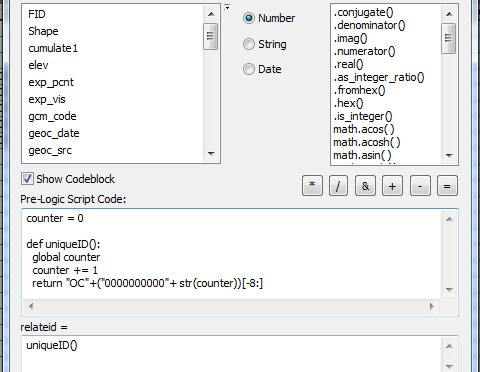 FID
Shape
cumulate1
elev
exp_pcnt
exp_vis
gcm_code
geoc_date
geoc_src
Number
String
Date
.conjugate()
.denominator()
.imag()
.numerator()
.real()
.as_integer_ratio()
.fromhex()
.hex()
.is_integer()
math.acos( )
math.acosh( )
math.asin( )
Show Codeblock
* / & + - =
Pre-Logic Script Code:
counter = 0
def uniqueID():
global counter
counter += 1
return "OC"+("0000000000"+ str(counter))[-8:]
relateid =
uniqueID()